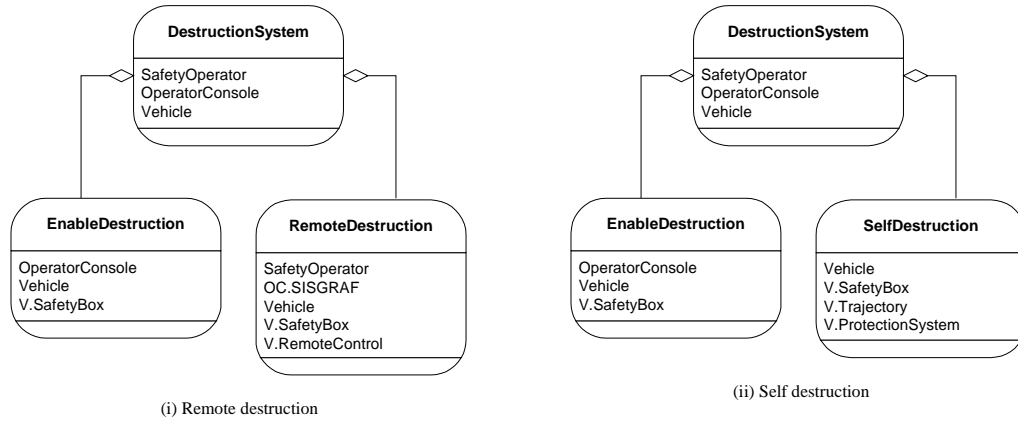 DestructionSystem
SafetyOperator
OperatorConsole
Vehicle
EnableDestruction
OperatorConsole
Vehicle
V.SafetyBox
RemoteDestruction
SafetyOperator
OC.SISGRAF
Vehicle
V.SafetyBox
V.RemoteControl
(i) Remote destruction
DestructionSystem
SafetyOperator
OperatorConsole
Vehicle
EnableDestruction
OperatorConsole
Vehicle
V.SafetyBox
SelfDestruction
Vehicle
V.SafetyBox
V.Trajectory
V.ProtectionSystem
(ii) Self destruction